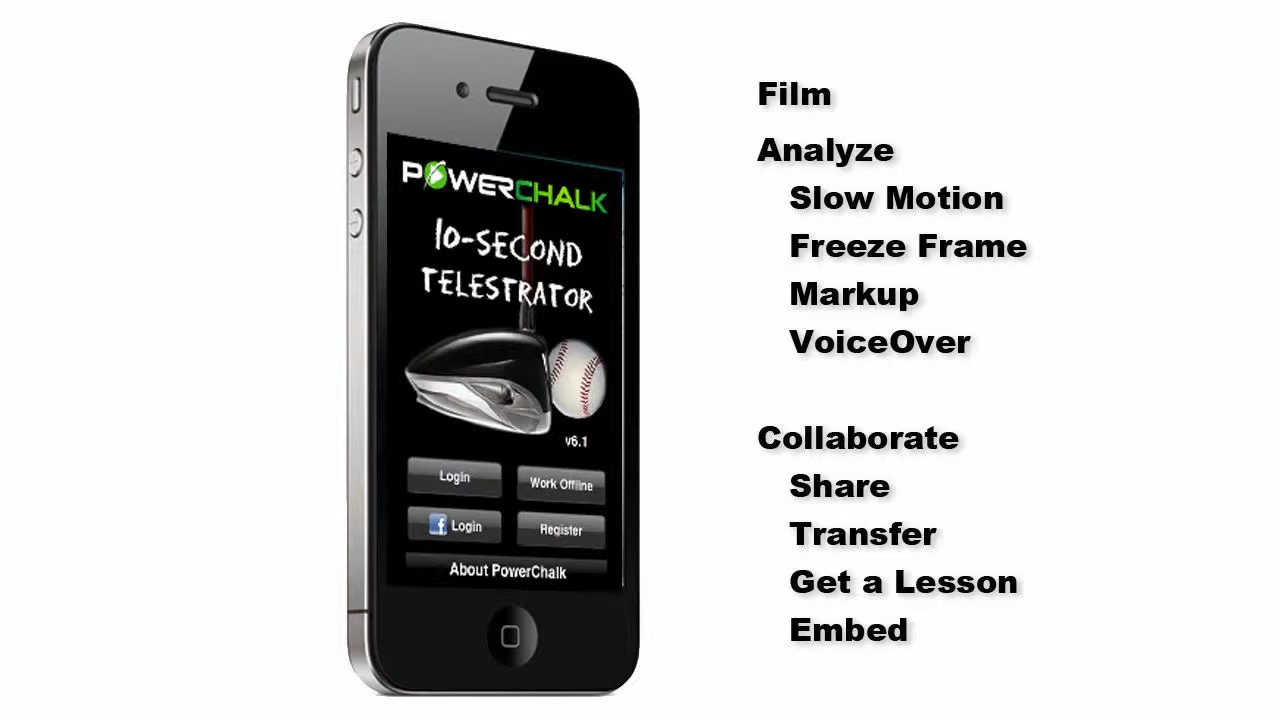 POWERCHALK
10-SECOND
TELESTRATOR
v6.1
Login
Work Offline
f Login
Register
About PowerChalk
Film
Analyze
Slow Motion
Freeze Frame
Markup
VoiceOver
Collaborate
Share
Transfer
Get a Lesson
Embed